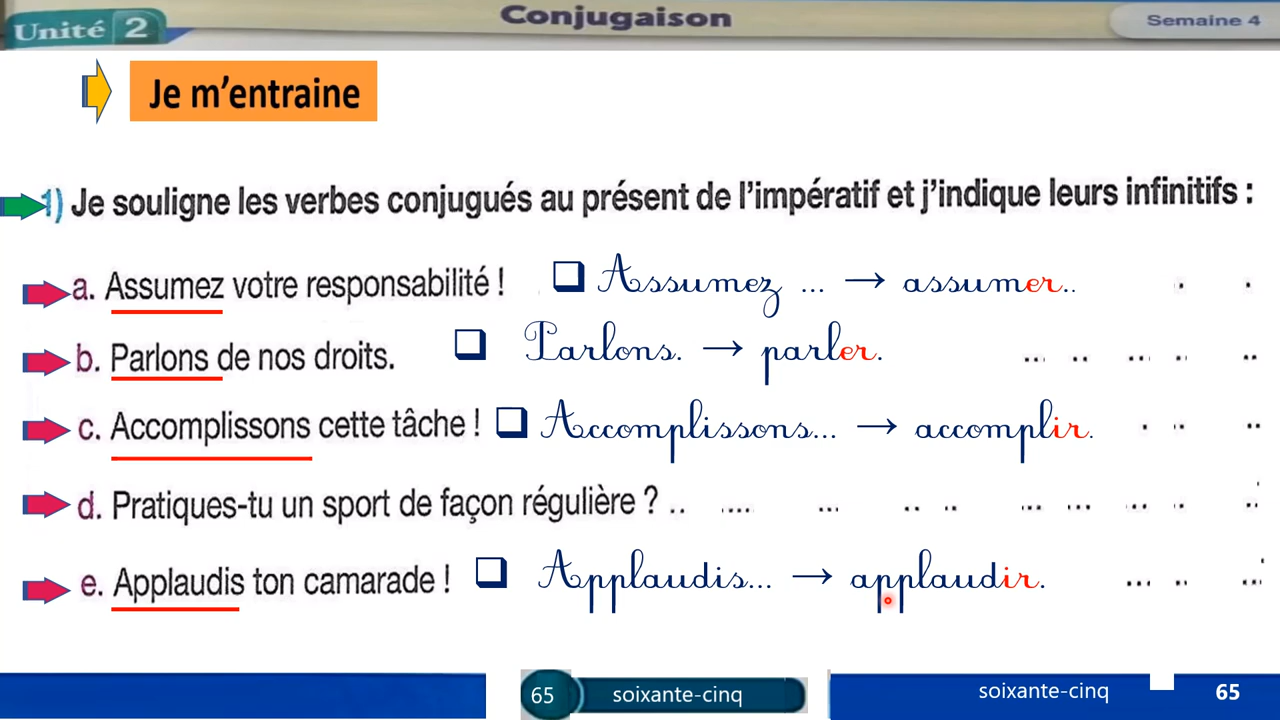 Unité 2 Conjugaison Semaine 4
Je m'entraine
1) Je souligne les verbes conjugués au présent de l'impératif et j'indique leurs infinitifs :
a. Assumez votre responsabilité ! ❑ Assumez ... → assumer..
b. Parlons de nos droits. ❑ Parlons. → parler.
c. Accomplissons cette tâche ! ❑ Accomplissons... → accomplir.
d. Pratiques-tu un sport de façon régulière ? ..
e. Applaudis ton camarade ! ❑ Applaudis... → applaudir.
65 soixante-cinq soixante-cinq 65